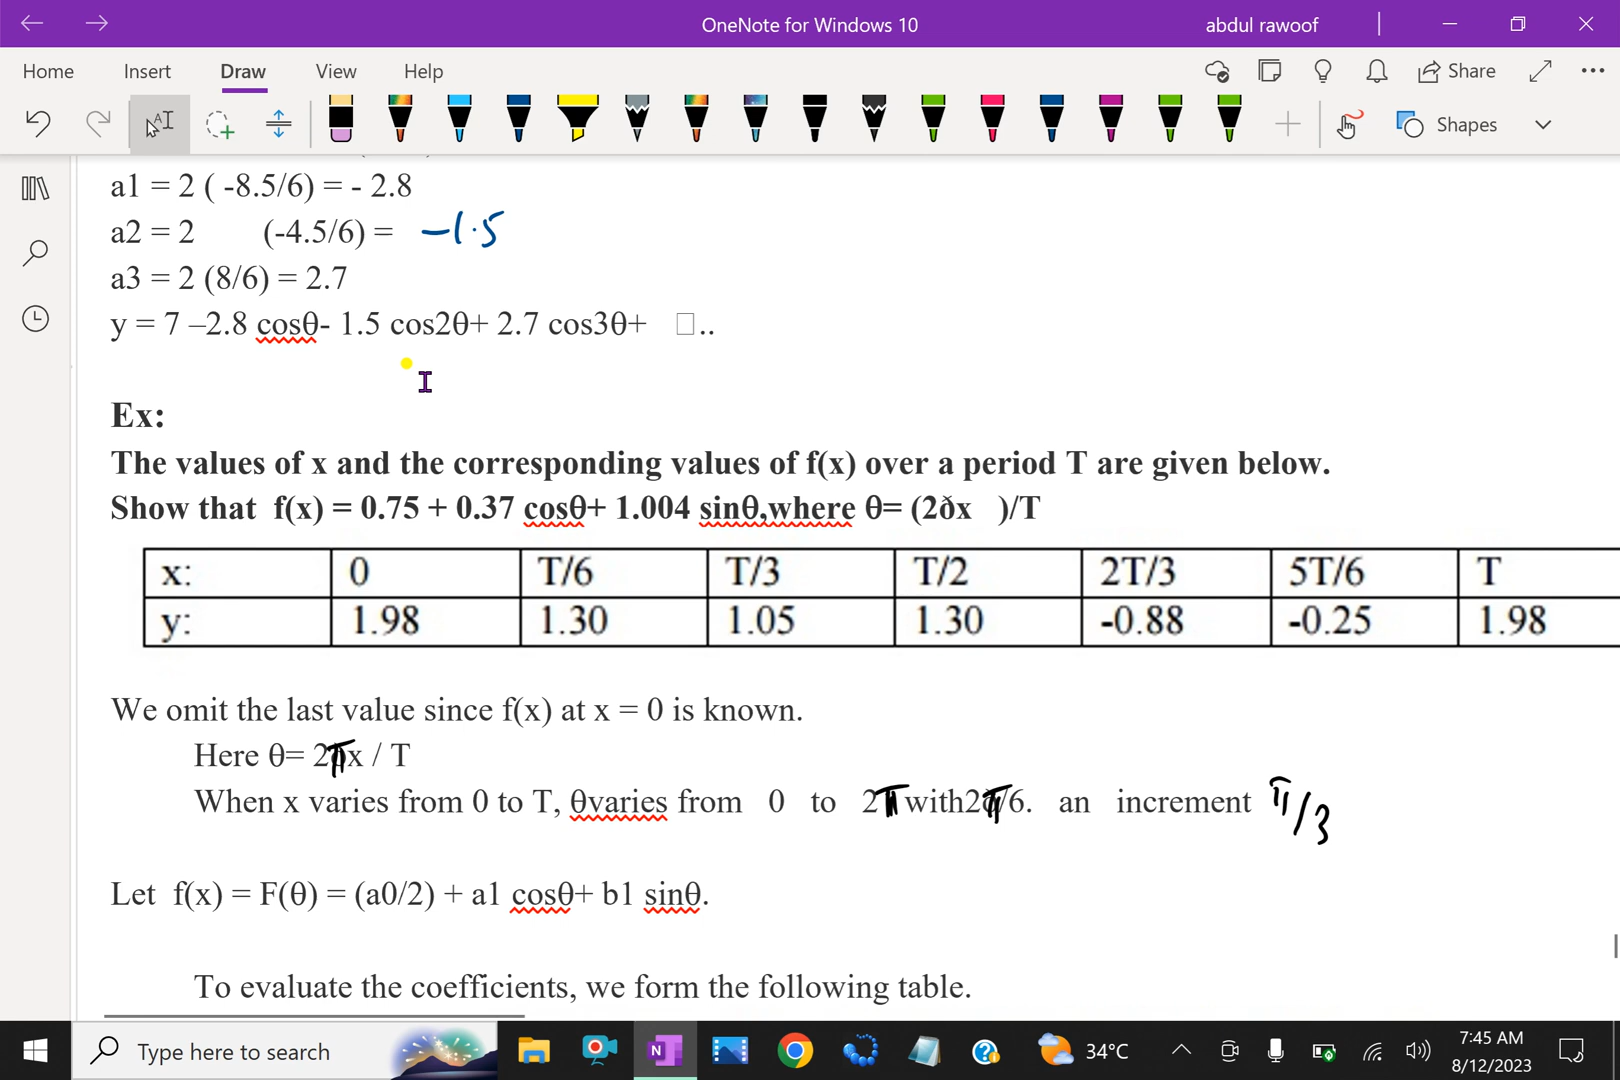 OneNote for Windows 10
abdul rawoof
Home Insert Draw View Help Share
Shapes
a1 = 2 ( -8.5/6) = - 2.8
a2 = 2 (-4.5/6) = -1.5
a3 = 2 (8/6) = 2.7
y = 7 –2.8 cosθ- 1.5 cos2θ+ 2.7 cos3θ+ □..
Ex:
The values of x and the corresponding values of f(x) over a period T are given below.
Show that f(x) = 0.75 + 0.37 cosθ+ 1.004 sinθ,where θ= (2ðx )/T
x: 0 T/6 T/3 T/2 2T/3 5T/6 T
y: 1.98 1.30 1.05 1.30 -0.88 -0.25 1.98
We omit the last value since f(x) at x = 0 is known.
Here θ= 2πx / T
When x varies from 0 to T, θvaries from 0 to 2π with2π/6. an increment π/3
Let f(x) = F(θ) = (a0/2) + a1 cosθ+ b1 sinθ.
To evaluate the coefficients, we form the following table.
Type here to search
34°C
7:45 AM
8/12/2023